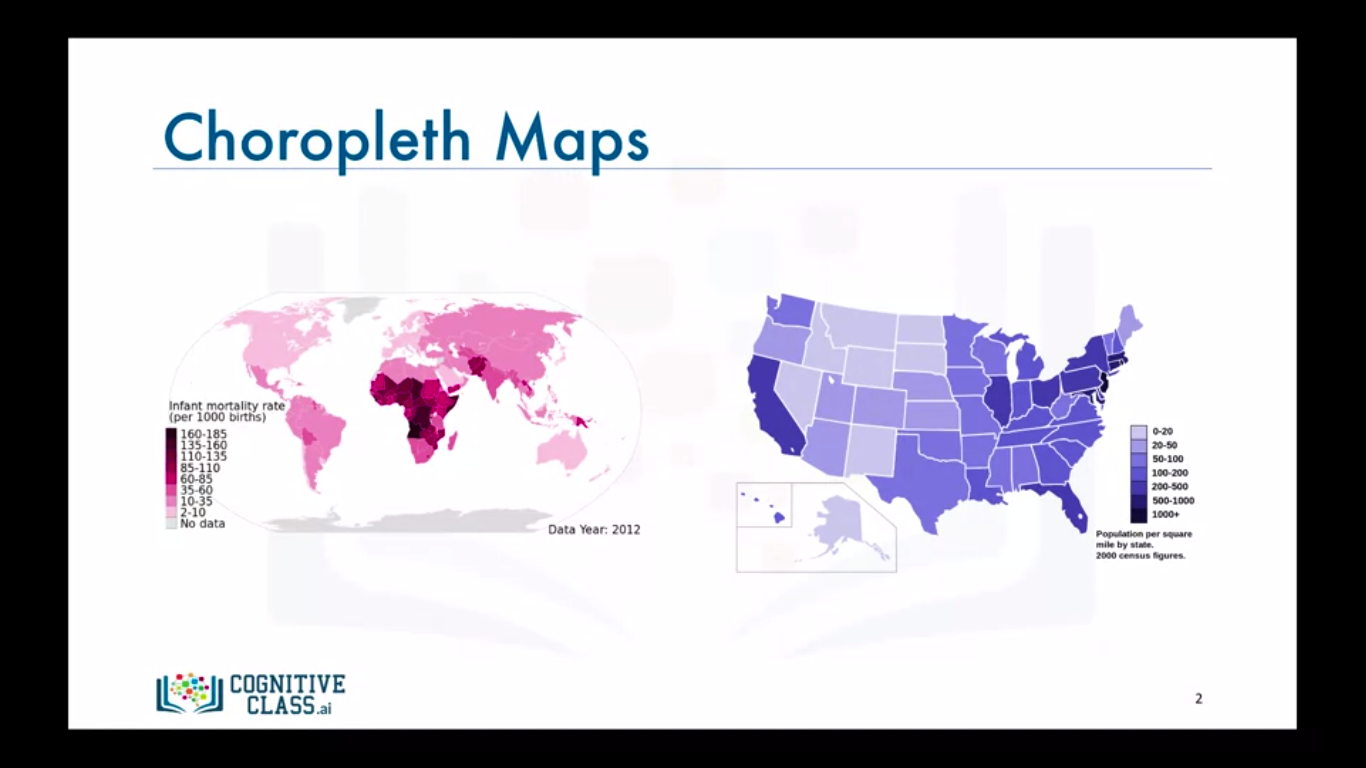 Choropleth Maps
Infant mortality rate
(per 1000 births)
160-185
135-160
110-135
85-110
60-85
35-60
10-35
2-10
No data
Data Year: 2012
0-20
20-50
50-100
100-200
200-500
500-1000
1000+
Population per square
mile by state.
2000 census figures.
COGNITIVE
CLASS.ai
2